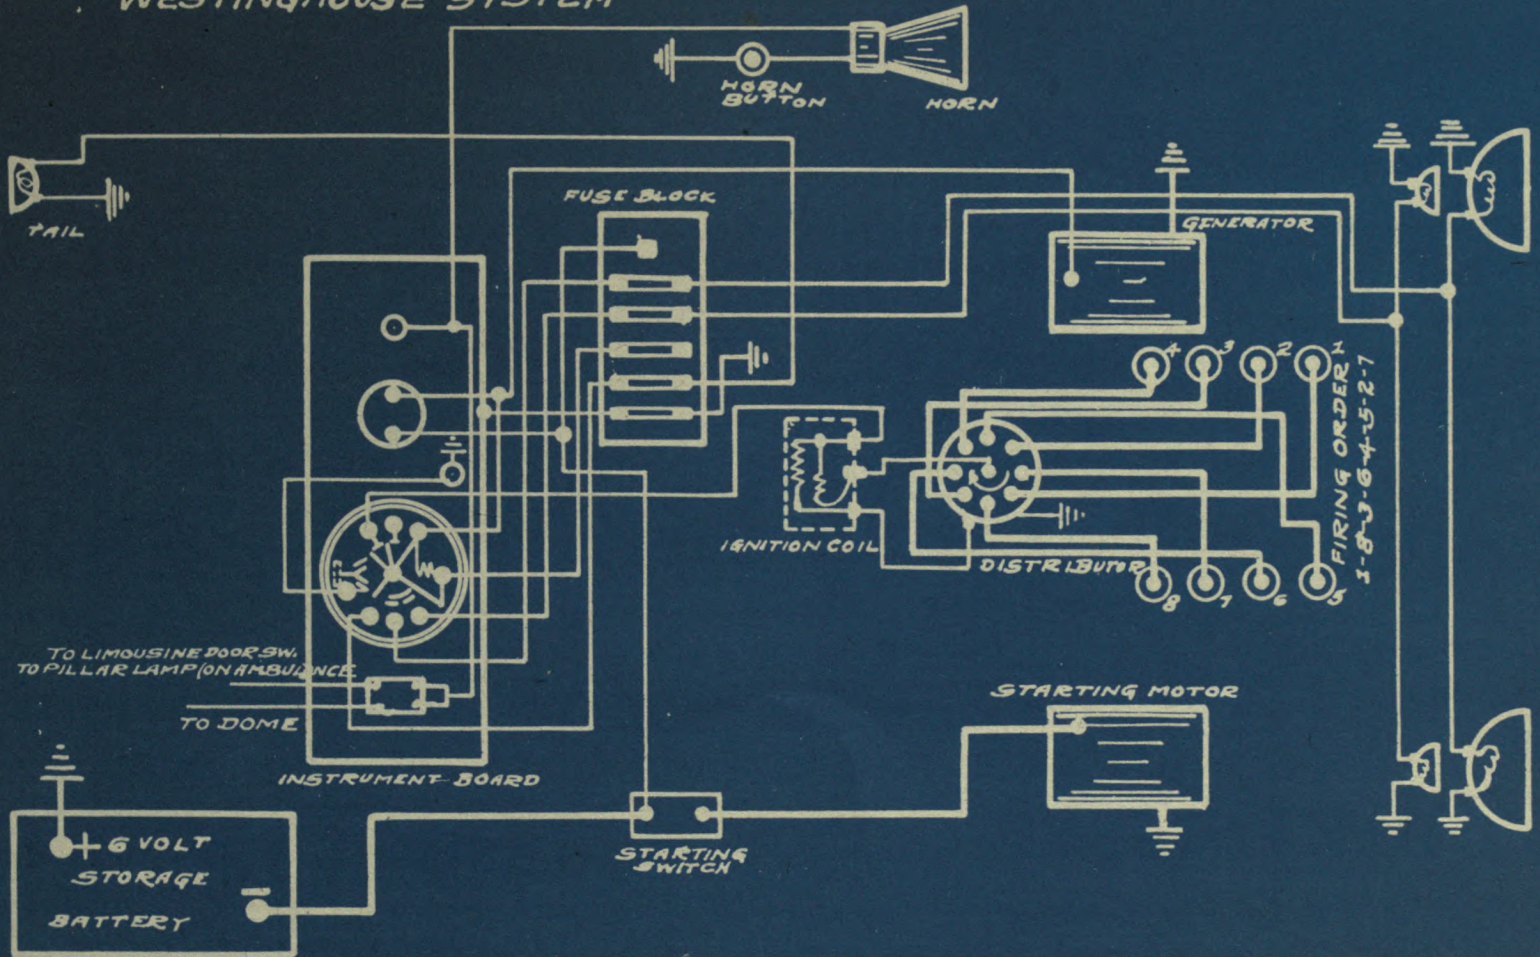 WESTINGHOUSE SYSTEM
HORN
BUTTON
HORN
TAIL
FUSE BLOCK
GENERATOR
4
3
2
1
FIRING ORDER
1-8-3-6-4-5-2-7
IGNITION COIL
DISTRIBUTOR
8
7
6
5
TO LIMOUSINE DOOR SW.
TO PILLAR LAMP (ON AMBULANCE
TO DOME
STARTING MOTOR
INSTRUMENT BOARD
+ 6 VOLT
STORAGE
BATTERY
-
STARTING
SWITCH